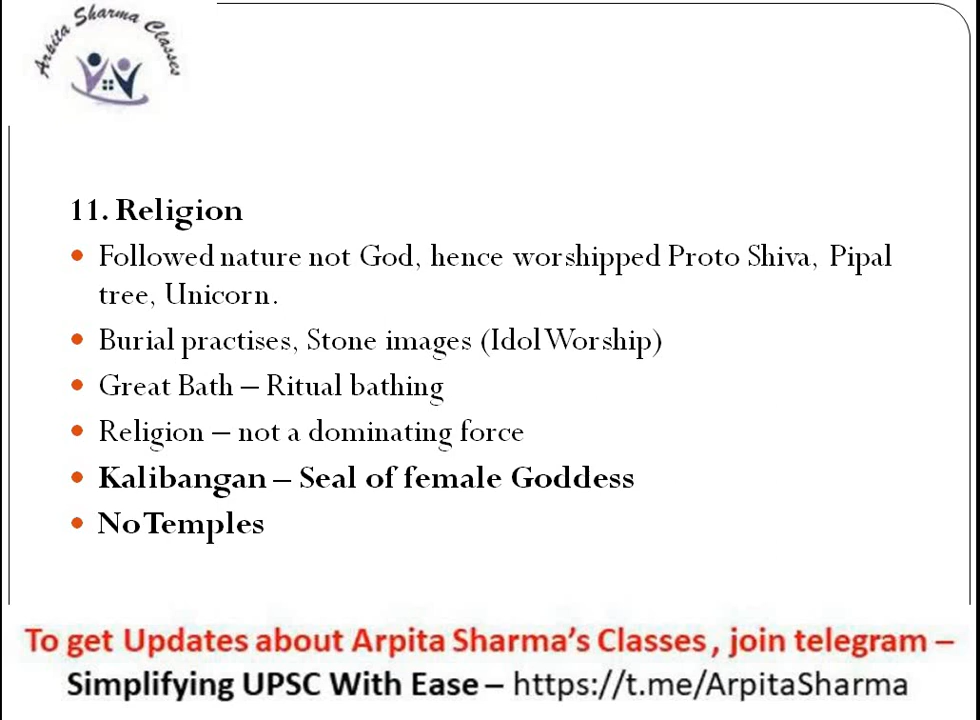 Arpita Sharma Classes
11. Religion
• Followed nature not God, hence worshipped Proto Shiva, Pipal
tree, Unicorn.
• Burial practises, Stone images (Idol Worship)
• Great Bath – Ritual bathing
• Religion – not a dominating force
• Kalibangan – Seal of female Goddess
• No Temples
To get Updates about Arpita Sharma's Classes, join telegram –
Simplifying UPSC With Ease – https://t.me/ArpitaSharma